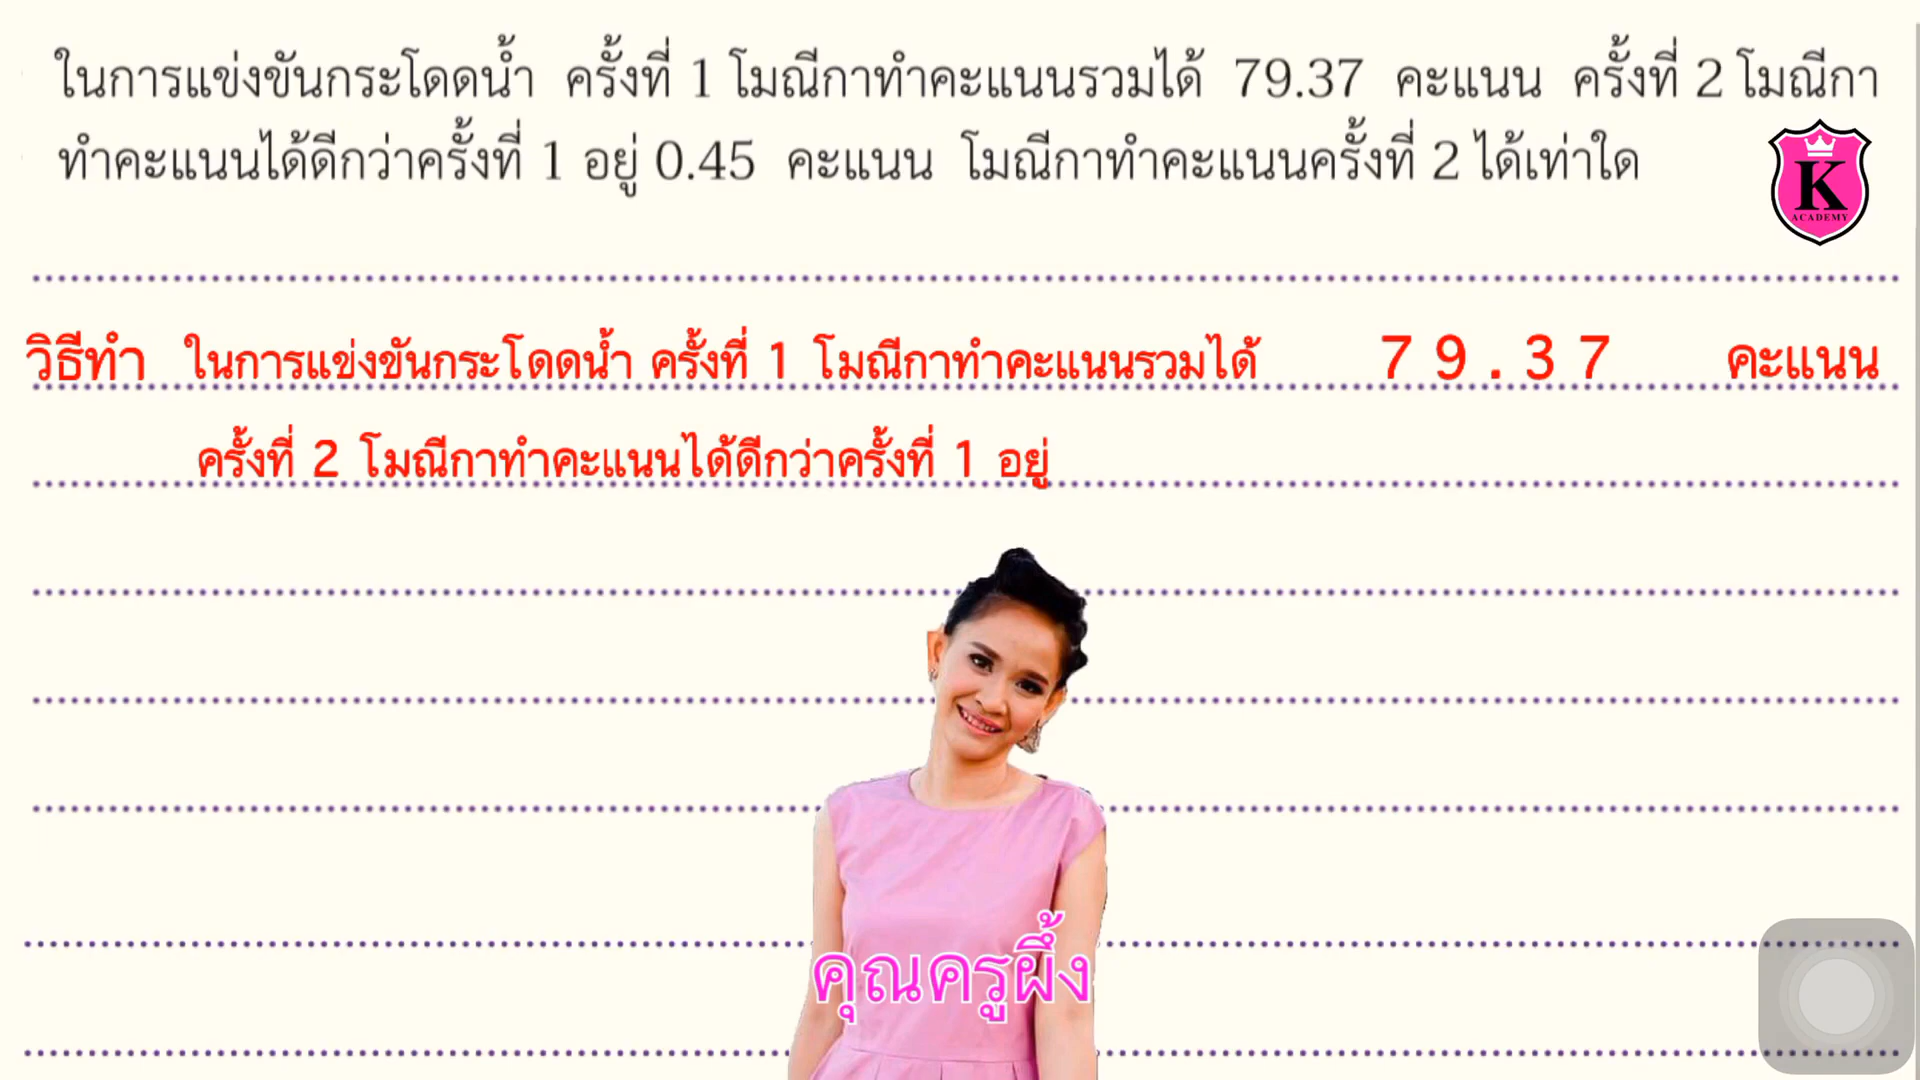 ในการแข่งขันกระโดดน้ำ ครั้งที่ 1 โมณีกาทำคะแนนรวมได้ 79.37 คะแนน ครั้งที่ 2 โมณีกา
ทำคะแนนได้ดีกว่าครั้งที่ 1 อยู่ 0.45 คะแนน โมณีกาทำคะแนนครั้งที่ 2 ได้เท่าใด
K
ACADEMY
วิธีทำ ในการแข่งขันกระโดดน้ำ ครั้งที่ 1 โมณีกาทำคะแนนรวมได้ 7 9 . 3 7 คะแนน
ครั้งที่ 2 โมณีกาทำคะแนนได้ดีกว่าครั้งที่ 1 อยู่
คุณครูผึ้ง